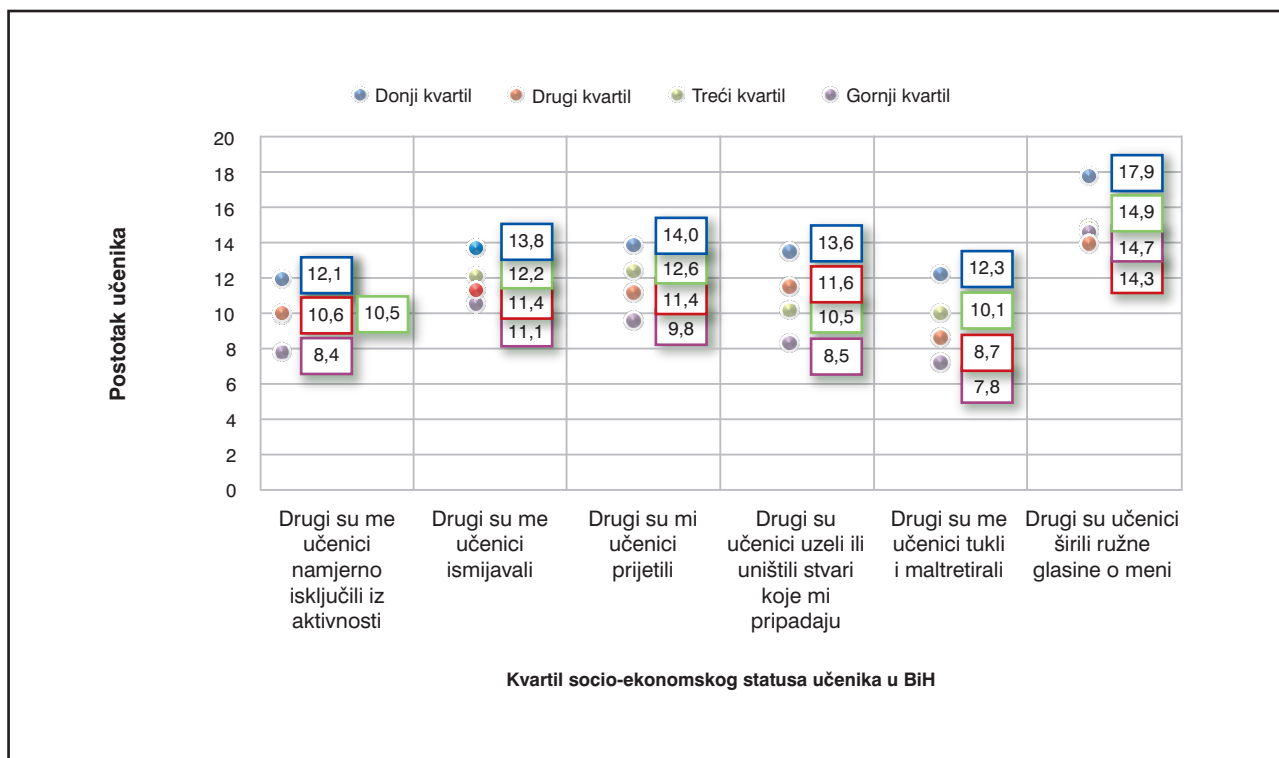 Donji kvartil Drugi kvartil Treći kvartil Gornji kvartil
Postotak učenika
20
18
16
14
12
10
8
6
4
2
0
12,1
10,6
10,5
8,4
13,8
12,2
11,4
11,1
14,0
12,6
11,4
9,8
13,6
11,6
10,5
8,5
12,3
10,1
8,7
7,8
17,9
14,9
14,7
14,3
Drugi su me
učenici
namjerno
isključili iz
aktivnosti
Drugi su me
učenici
ismijavali
Drugi su mi
učenici
prijetili
Drugi su
učenici uzeli ili
uništili stvari
koje mi
pripadaju
Drugi su me
učenici tukli
i maltretirali
Drugi su učenici
širili ružne
glasine o meni
Kvartil socio-ekonomskog statusa učenika u BiH